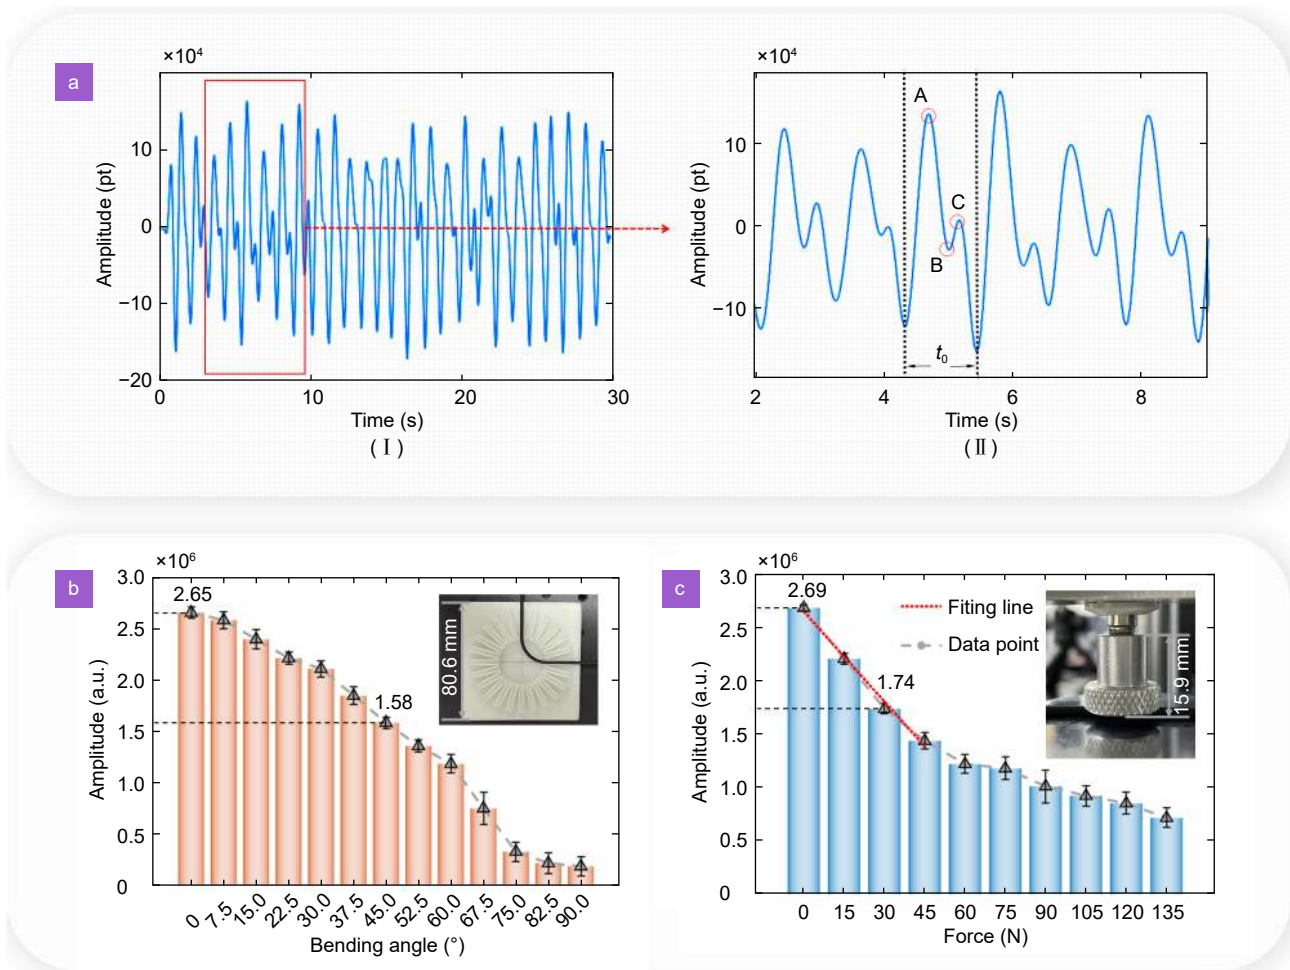 a
×10⁴
Amplitude (pt)
10
0
−10
−20
0
10
20
30
Time (s)
(Ⅰ)
×10⁴
Amplitude (pt)
10
0
−10
A
B
C
t₀
2
4
6
8
Time (s)
(Ⅱ)
b
×10⁶
Amplitude (a.u.)
3.0
2.5
2.0
1.5
1.0
0.5
0
2.65
1.58
80.6 mm
0 7.5 15.0 22.5 30.0 37.5 45.0 52.5 60.0 67.5 75.0 82.5 90.0
Bending angle (°)
c
×10⁶
Amplitude (a.u.)
3.0
2.5
2.0
1.5
1.0
0.5
0
2.69
1.74
Fiting line
Data point
15.9 mm
0 15 30 45 60 75 90 105 120 135
Force (N)